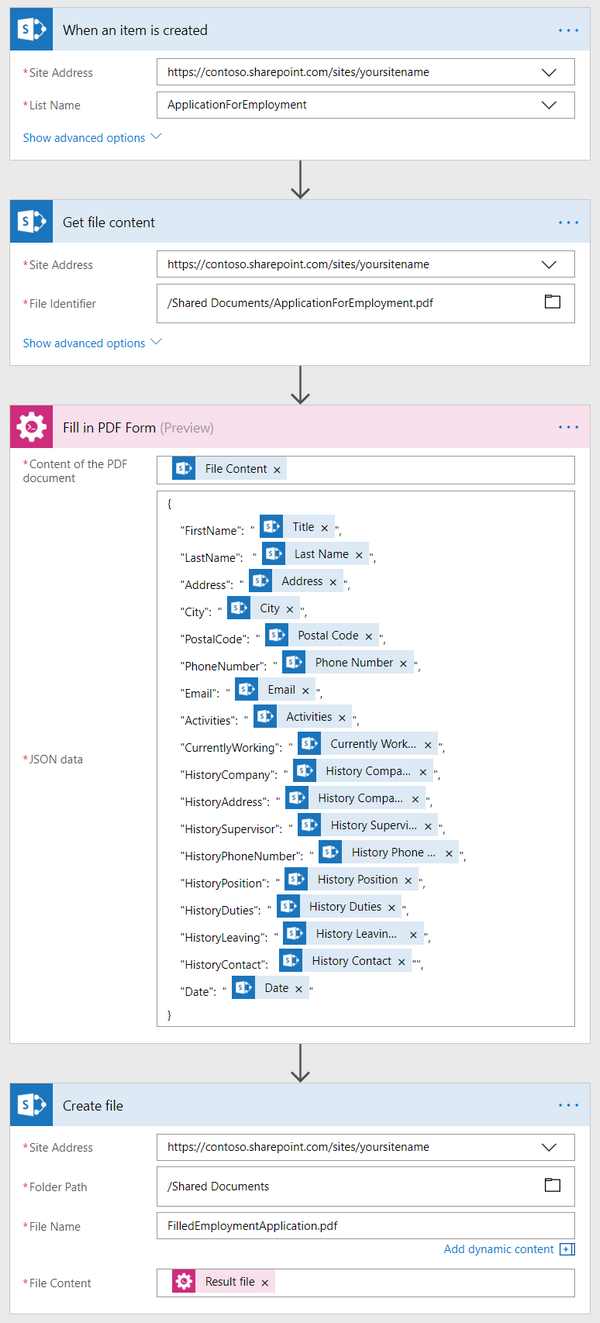 When an item is created
* Site Address https://contoso.sharepoint.com/sites/yoursitename
* List Name ApplicationForEmployment
Show advanced options
Get file content
* Site Address https://contoso.sharepoint.com/sites/yoursitename
* File Identifier /Shared Documents/ApplicationForEmployment.pdf
Show advanced options
Fill in PDF Form (Preview)
* Content of the PDF document File Content ×
* JSON data
{
"FirstName": " Title × ",
"LastName": " Last Name × ",
"Address": " Address × ",
"City": " City × ",
"PostalCode": " Postal Code × ",
"PhoneNumber": " Phone Number × ",
"Email": " Email × ",
"Activities": " Activities × ",
"CurrentlyWorking": " Currently Work... × ",
"HistoryCompany": " History Compa... × ",
"HistoryAddress": " History Compa... × ",
"HistorySupervisor": " History Supervi... × ",
"HistoryPhoneNumber": " History Phone ... × ",
"HistoryPosition": " History Position × ",
"HistoryDuties": " History Duties × ",
"HistoryLeaving": " History Leavin... × ",
"HistoryContact": History Contact × "",
"Date": " Date × "
}
Create file
* Site Address https://contoso.sharepoint.com/sites/yoursitename
* Folder Path /Shared Documents
* File Name FilledEmploymentApplication.pdf
Add dynamic content
* File Content Result file ×